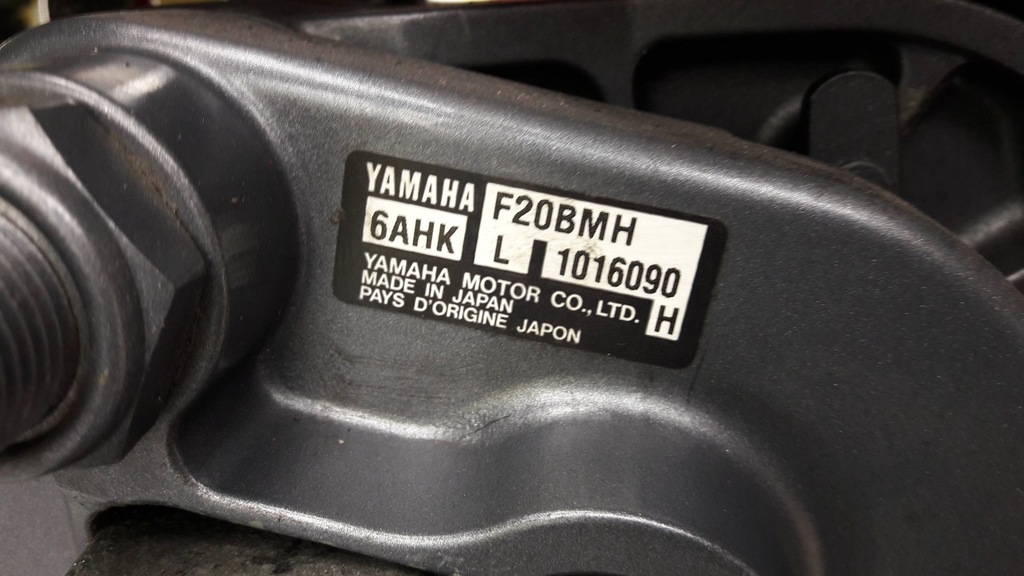 YAMAHA F20BMH
6AHK L 1016090
YAMAHA MOTOR CO., LTD. H
MADE IN JAPAN
PAYS D'ORIGINE JAPON